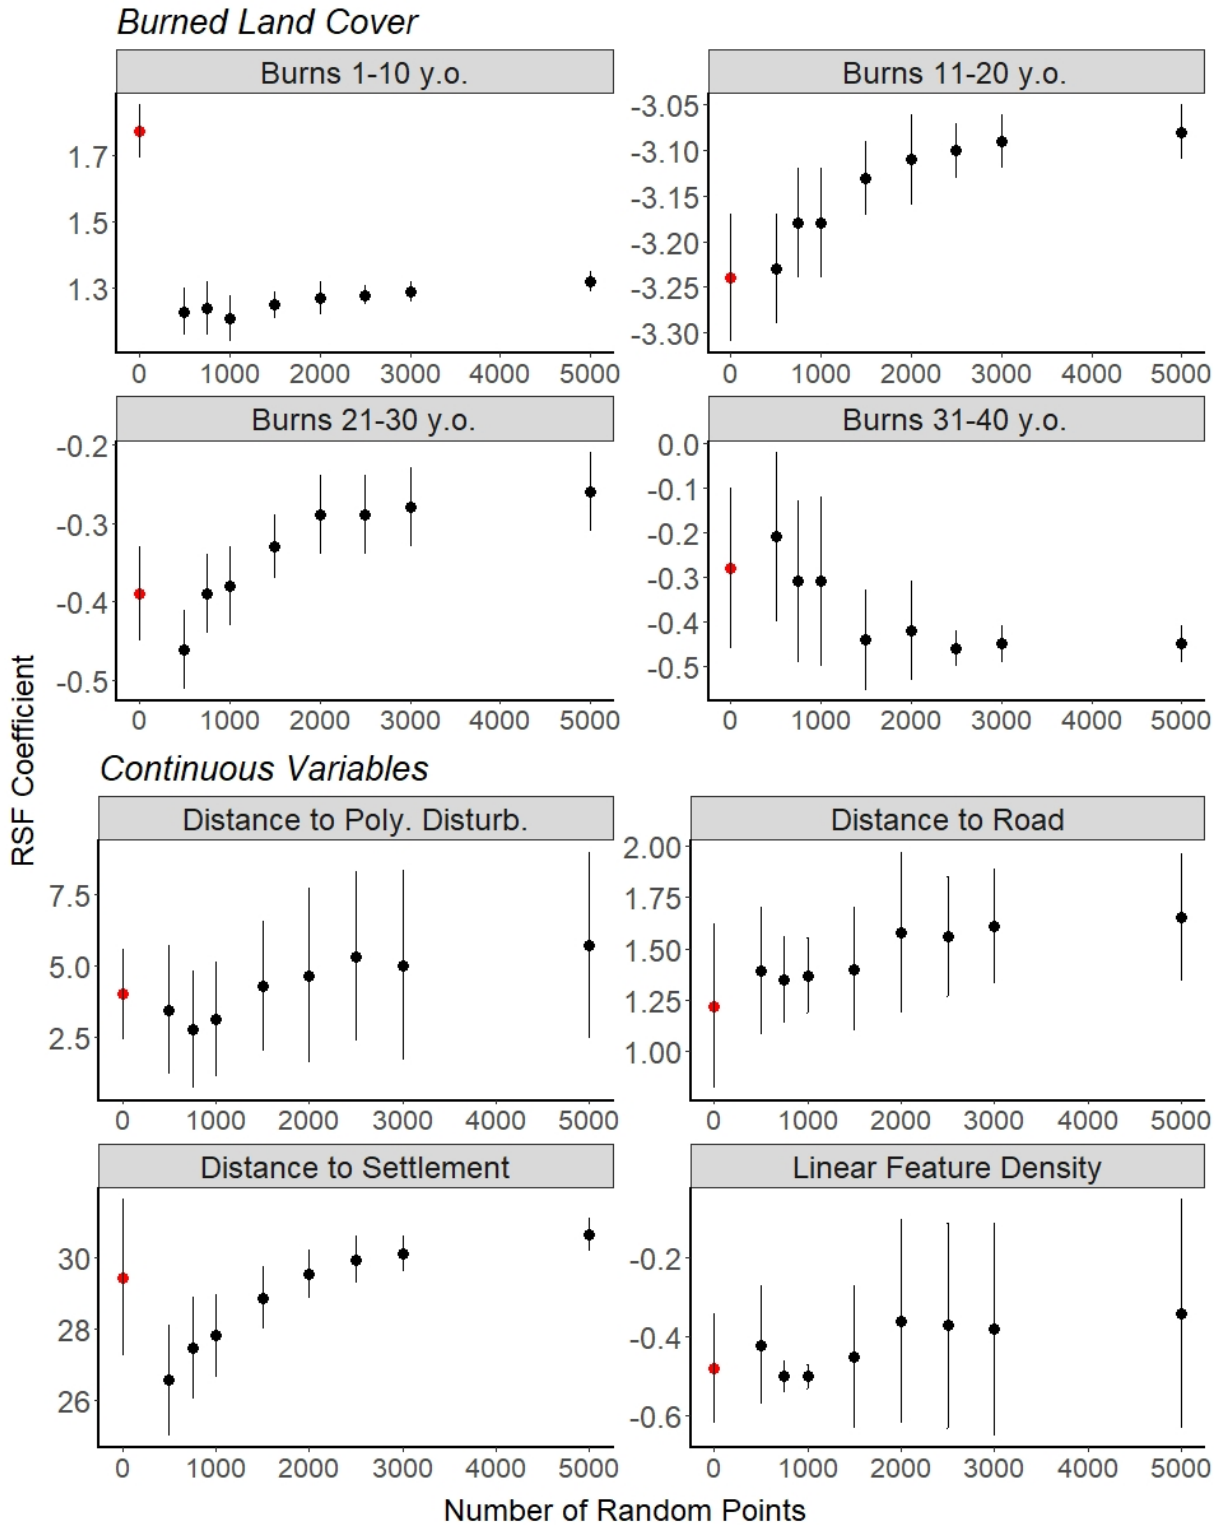 Burned Land Cover
Burns 1-10 y.o.
Burns 11-20 y.o.
1.7
1.5
1.3
0 1000 2000 3000 4000 5000
-3.05
-3.10
-3.15
-3.20
-3.25
-3.30
0 1000 2000 3000 4000 5000
Burns 21-30 y.o.
Burns 31-40 y.o.
-0.2
-0.3
-0.4
-0.5
0 1000 2000 3000 4000 5000
0.0
-0.1
-0.2
-0.3
-0.4
-0.5
0 1000 2000 3000 4000 5000
RSF Coefficient
Continuous Variables
Distance to Poly. Disturb.
Distance to Road
7.5
5.0
2.5
0 1000 2000 3000 4000 5000
2.00
1.75
1.50
1.25
1.00
0 1000 2000 3000 4000 5000
Distance to Settlement
Linear Feature Density
30
28
26
0 1000 2000 3000 4000 5000
-0.2
-0.4
-0.6
0 1000 2000 3000 4000 5000
Number of Random Points